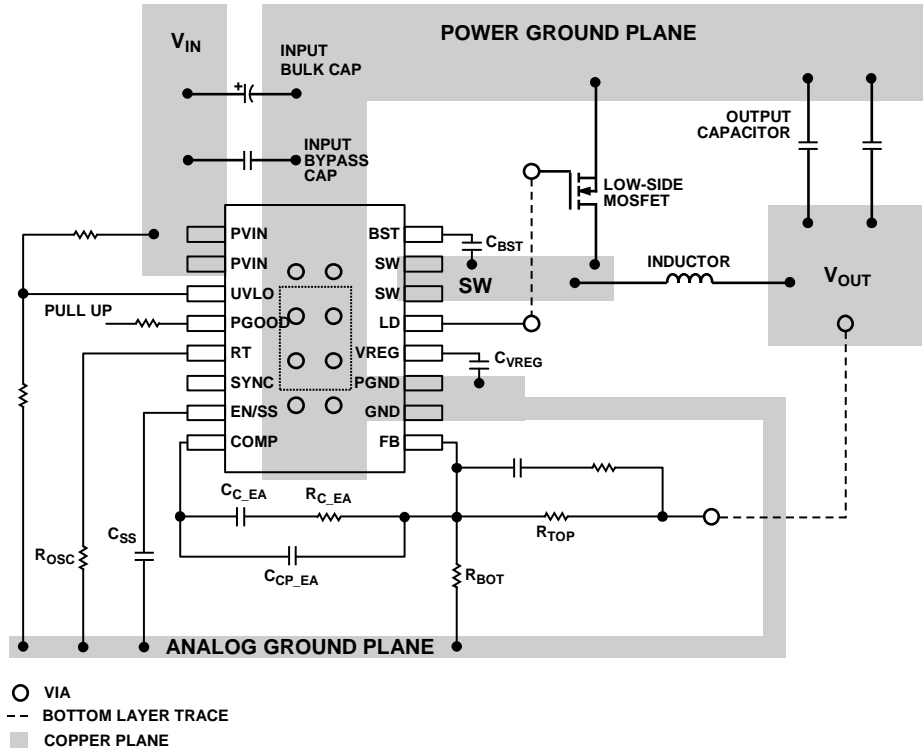 POWER GROUND PLANE
VIN
INPUT
BULK CAP
+
INPUT
BYPASS
CAP
OUTPUT
CAPACITOR
LOW-SIDE
MOSFET
PVIN
PVIN
UVLO
PGOOD
RT
SYNC
EN/SS
COMP
BST
SW
SW
LD
VREG
PGND
GND
FB
CBST
SW
INDUCTOR
VOUT
PULL UP
CVREG
CC_EA
RC_EA
CCP_EA
CSS
ROSC
RTOP
RBOT
ANALOG GROUND PLANE
VIA
BOTTOM LAYER TRACE
COPPER PLANE